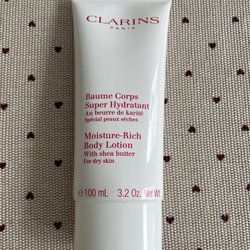 CLARINS
PARIS
Baume Corps
Super Hydratant
Au beurre de karité
Spécial peaux sèches
Moisture-Rich
Body Lotion
With shea butter
For dry skin
e 100 mL 3.2 Oz. Net Wt.